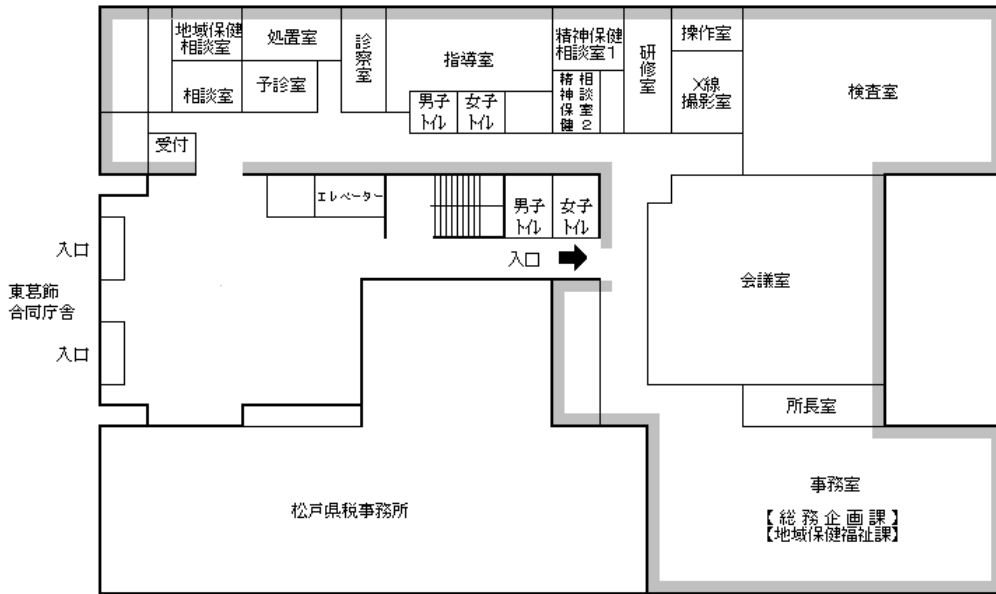 地域保健
相談室
処置室
診察室
指導室
精神保健
相談室1
研修室
操作室
相談室
予診室
男子
トイレ
女子
トイレ
精神保健
相談室2
X線
撮影室
検査室
受付
エレベーター
男子
トイレ
女子
トイレ
入口
入口
会議室
東葛飾
合同庁舎
入口
所長室
事務室
松戸県税事務所
【総務企画課】
【地域保健福祉課】